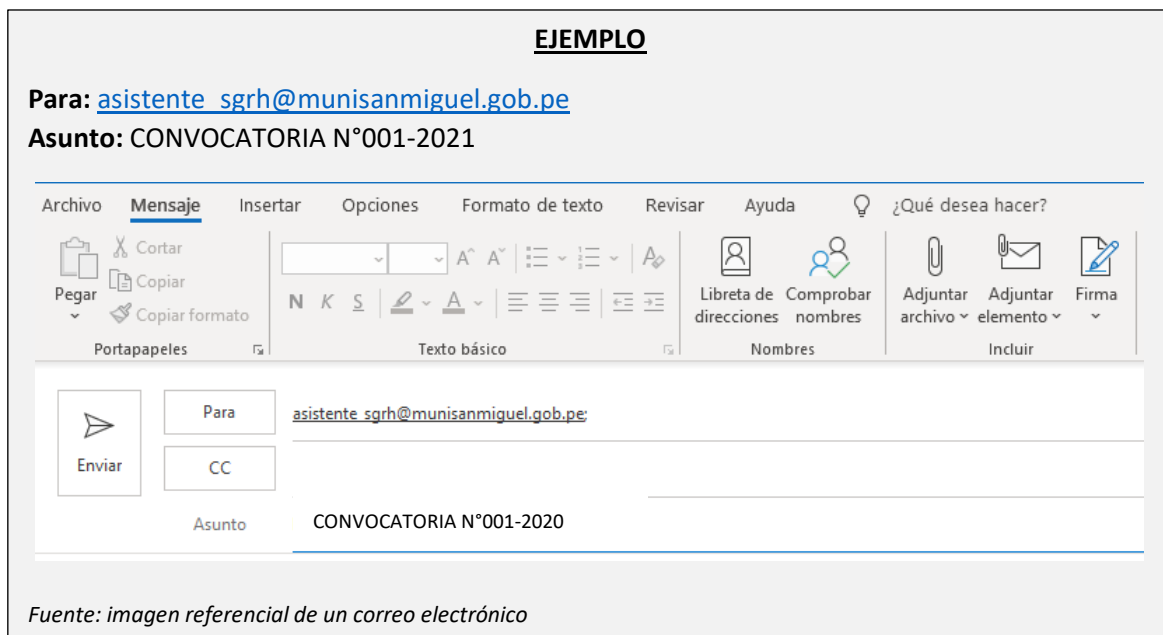 EJEMPLO
Para: asistente_sgrh@munisanmiguel.gob.pe
Asunto: CONVOCATORIA N°001-2021
Archivo Mensaje Insertar Opciones Formato de texto Revisar Ayuda ¿Qué desea hacer?
Pegar
Cortar
Copiar
Copiar formato
Portapapeles
N K S A
Texto básico
Libreta de direcciones
Comprobar nombres
Nombres
Adjuntar archivo
Adjuntar elemento
Firma
Incluir
Enviar
Para asistente_sgrh@munisanmiguel.gob.pe;
CC
Asunto CONVOCATORIA N°001-2020
Fuente: imagen referencial de un correo electrónico